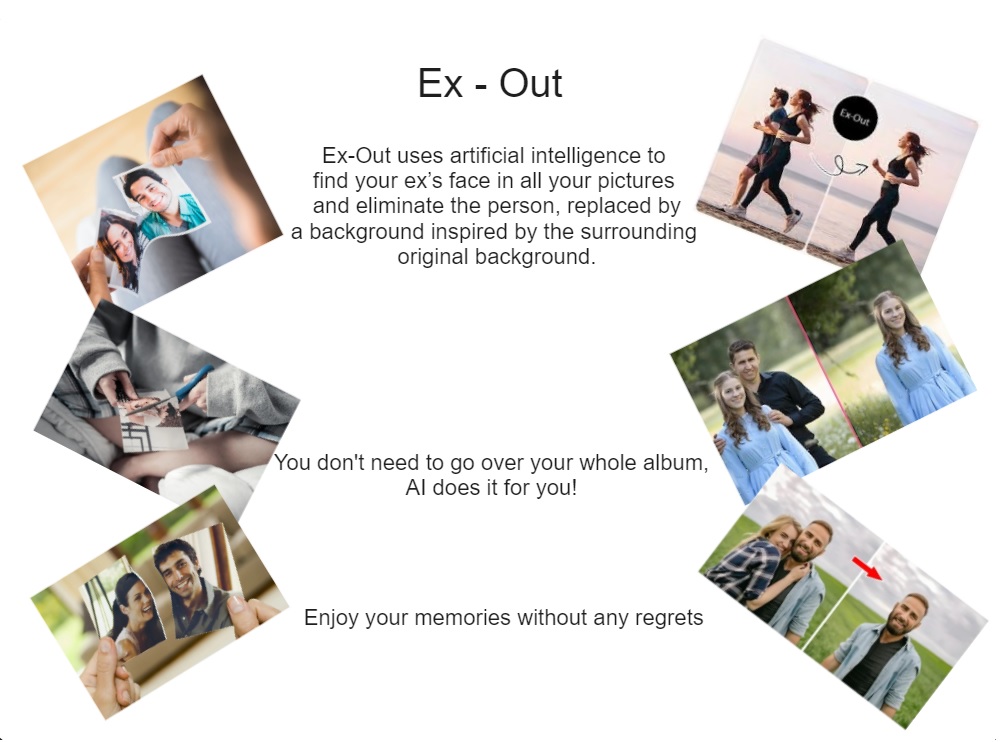 Ex - Out
Ex-Out
Ex-Out uses artificial intelligence to
find your ex’s face in all your pictures
and eliminate the person, replaced by
a background inspired by the surrounding
original background.
You don't need to go over your whole album,
AI does it for you!
Enjoy your memories without any regrets